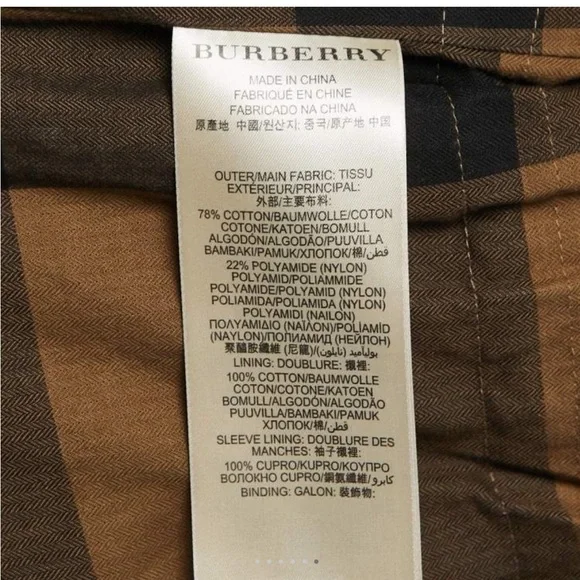 BURBERRY
MADE IN CHINA
FABRIQUÉ EN CHINE
FABRICADO NA CHINA
原產地 中國/원산지: 중국/原产地 中国
OUTER/MAIN FABRIC: TISSU
EXTÉRIEUR/PRINCIPAL:
外部/主要布料:
78% COTTON/BAUMWOLLE/COTON
COTONE/KATOEN/BOMULL
ALGODÓN/ALGODÃO/PUUVILLA
BAMBAKI/PAMUK/ХЛОПОК/棉/قطن
22% POLYAMIDE (NYLON)
POLYAMID/POLIAMMIDE
POLYAMIDE/POLYAMID (NYLON)
POLIAMIDA/POLIAMIDA (NYLON)
POLYAMIDI (NAILON)
ΠΟΛΥΑΜΙΔΙΟ (ΝΑΪΛΟΝ)/POLİAMİD
(NAYLON)/ПОЛИАМИД (НЕЙЛОН)
聚醯胺纖維 (尼龍)/(نايلون) بوليأميد
LINING: DOUBLURE: 襯裡:
100% COTTON/BAUMWOLLE
COTON/COTONE/KATOEN
BOMULL/ALGODÓN/ALGODÃO
PUUVILLA/BAMBAKI/PAMUK
ХЛОПОК/棉/قطن
SLEEVE LINING: DOUBLURE DES
MANCHES: 袖子襯裡:
100% CUPRO/KUPRO/ΚΟΥΠΡΟ
ВОЛОКНО CUPRO/銅氨纖維/كابرو
BINDING: GALON: 裝飾物: